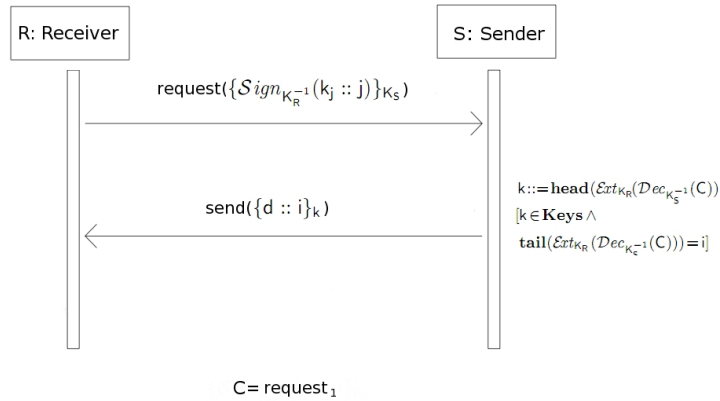 R: Receiver
S: Sender
request({Sign_{K_R^{-1}}(k_j :: j)}_{K_S})
k::=head(Ext_{K_R}(Dec_{K_S^{-1}}(C))
send({d :: i}_k)
[k∈Keys∧
tail(Ext_{K_R}(Dec_{K_c^{-1}}(C)))=i]
C= request_1